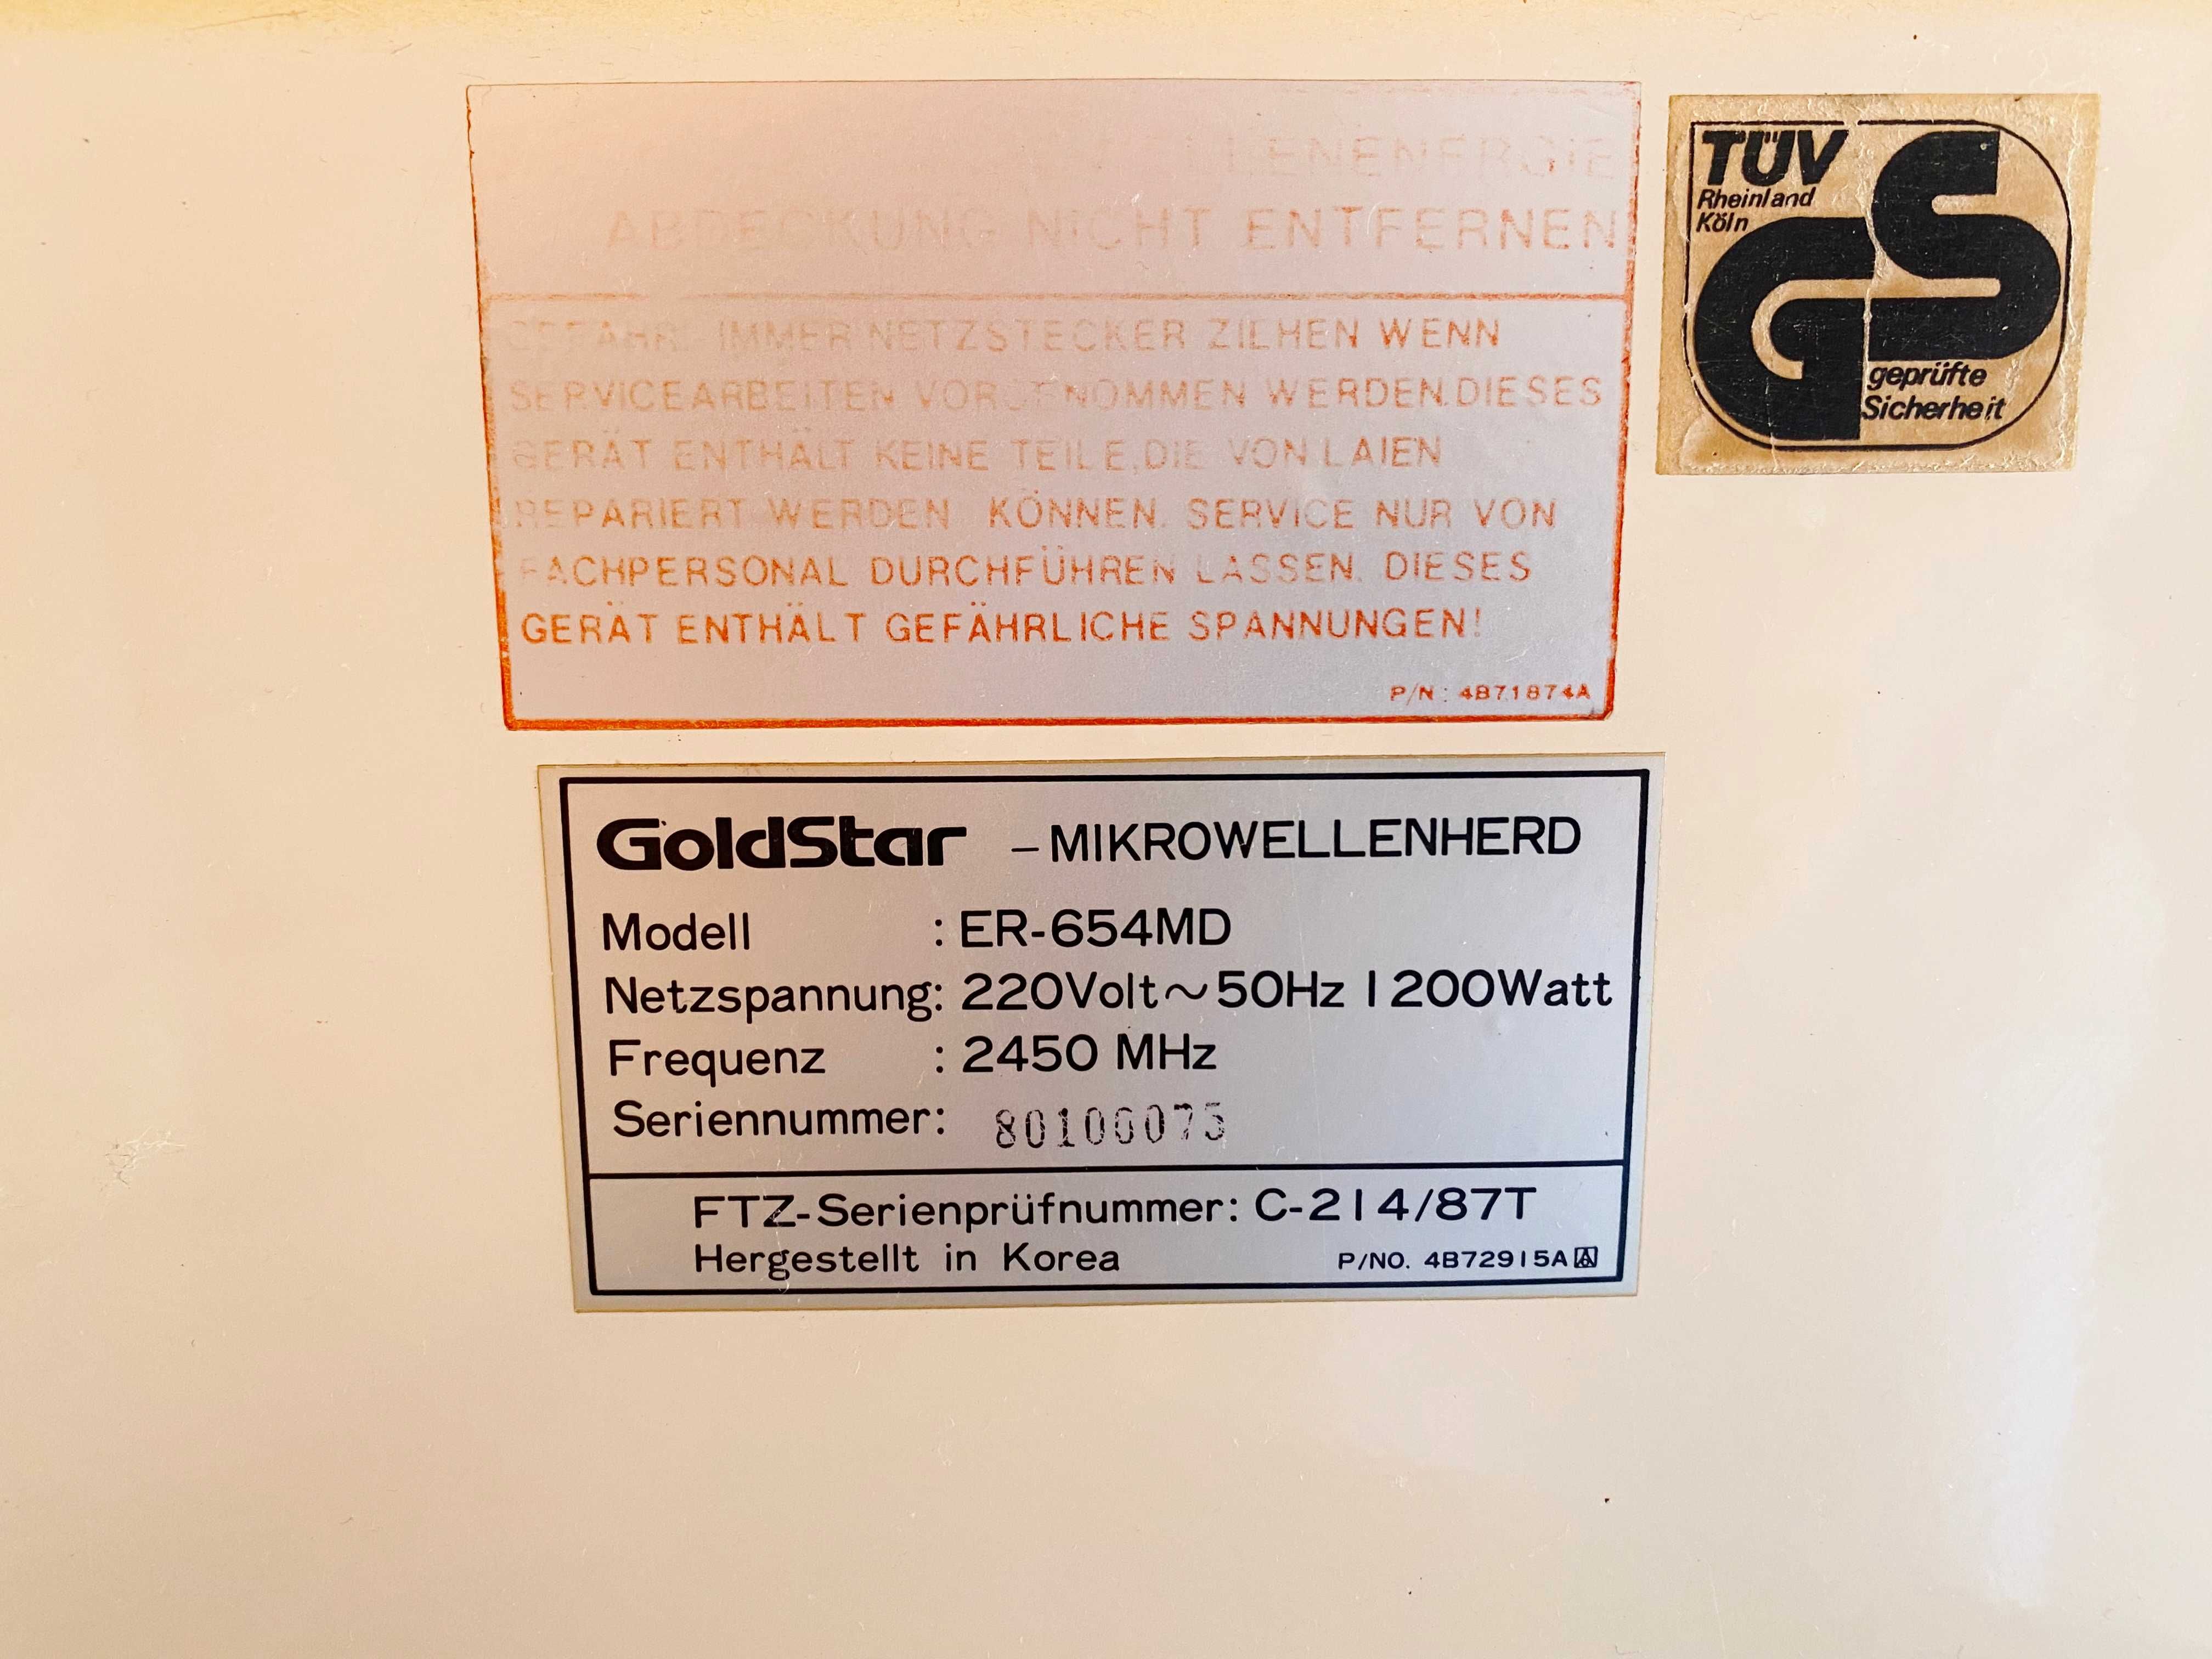 ABDECKUNG NICHT ENTFERNEN
GEFAHR. IMMER NETZSTECKER ZIEHEN WENN
SERVICEARBEITEN VORGENOMMEN WERDEN.DIESES
GERÄT ENTHÄLT KEINE TEILE,DIE VON LAIEN
REPARIERT WERDEN KÖNNEN. SERVICE NUR VON
FACHPERSONAL DURCHFÜHREN LASSEN. DIESES
GERÄT ENTHÄLT GEFÄHRLICHE SPANNUNGEN!
P/N : 4B71874A
TÜV
Rheinland
Köln
GS
geprüfte
Sicherheit
GoldStar – MIKROWELLENHERD
Modell : ER-654MD
Netzspannung: 220Volt~50Hz 1200Watt
Frequenz : 2450 MHz
Seriennummer: 80100075
FTZ-Serienprüfnummer: C-214/87T
Hergestellt in Korea P/NO. 4B72915A